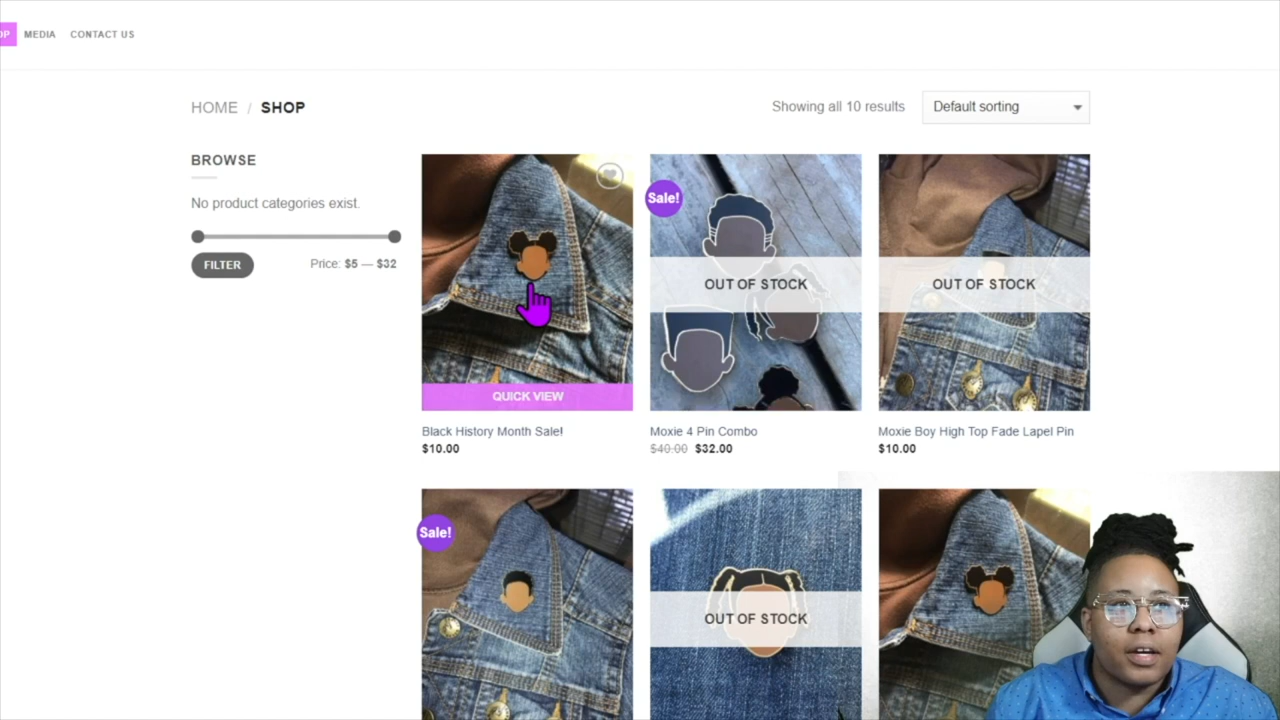 OP MEDIA CONTACT US
HOME / SHOP
Showing all 10 results
Default sorting
BROWSE
No product categories exist.
FILTER
Price: $5 — $32
QUICK VIEW
Black History Month Sale!
$10.00
Sale!
OUT OF STOCK
Moxie 4 Pin Combo
$40.00 $32.00
OUT OF STOCK
Moxie Boy High Top Fade Lapel Pin
$10.00
Sale!
OUT OF STOCK